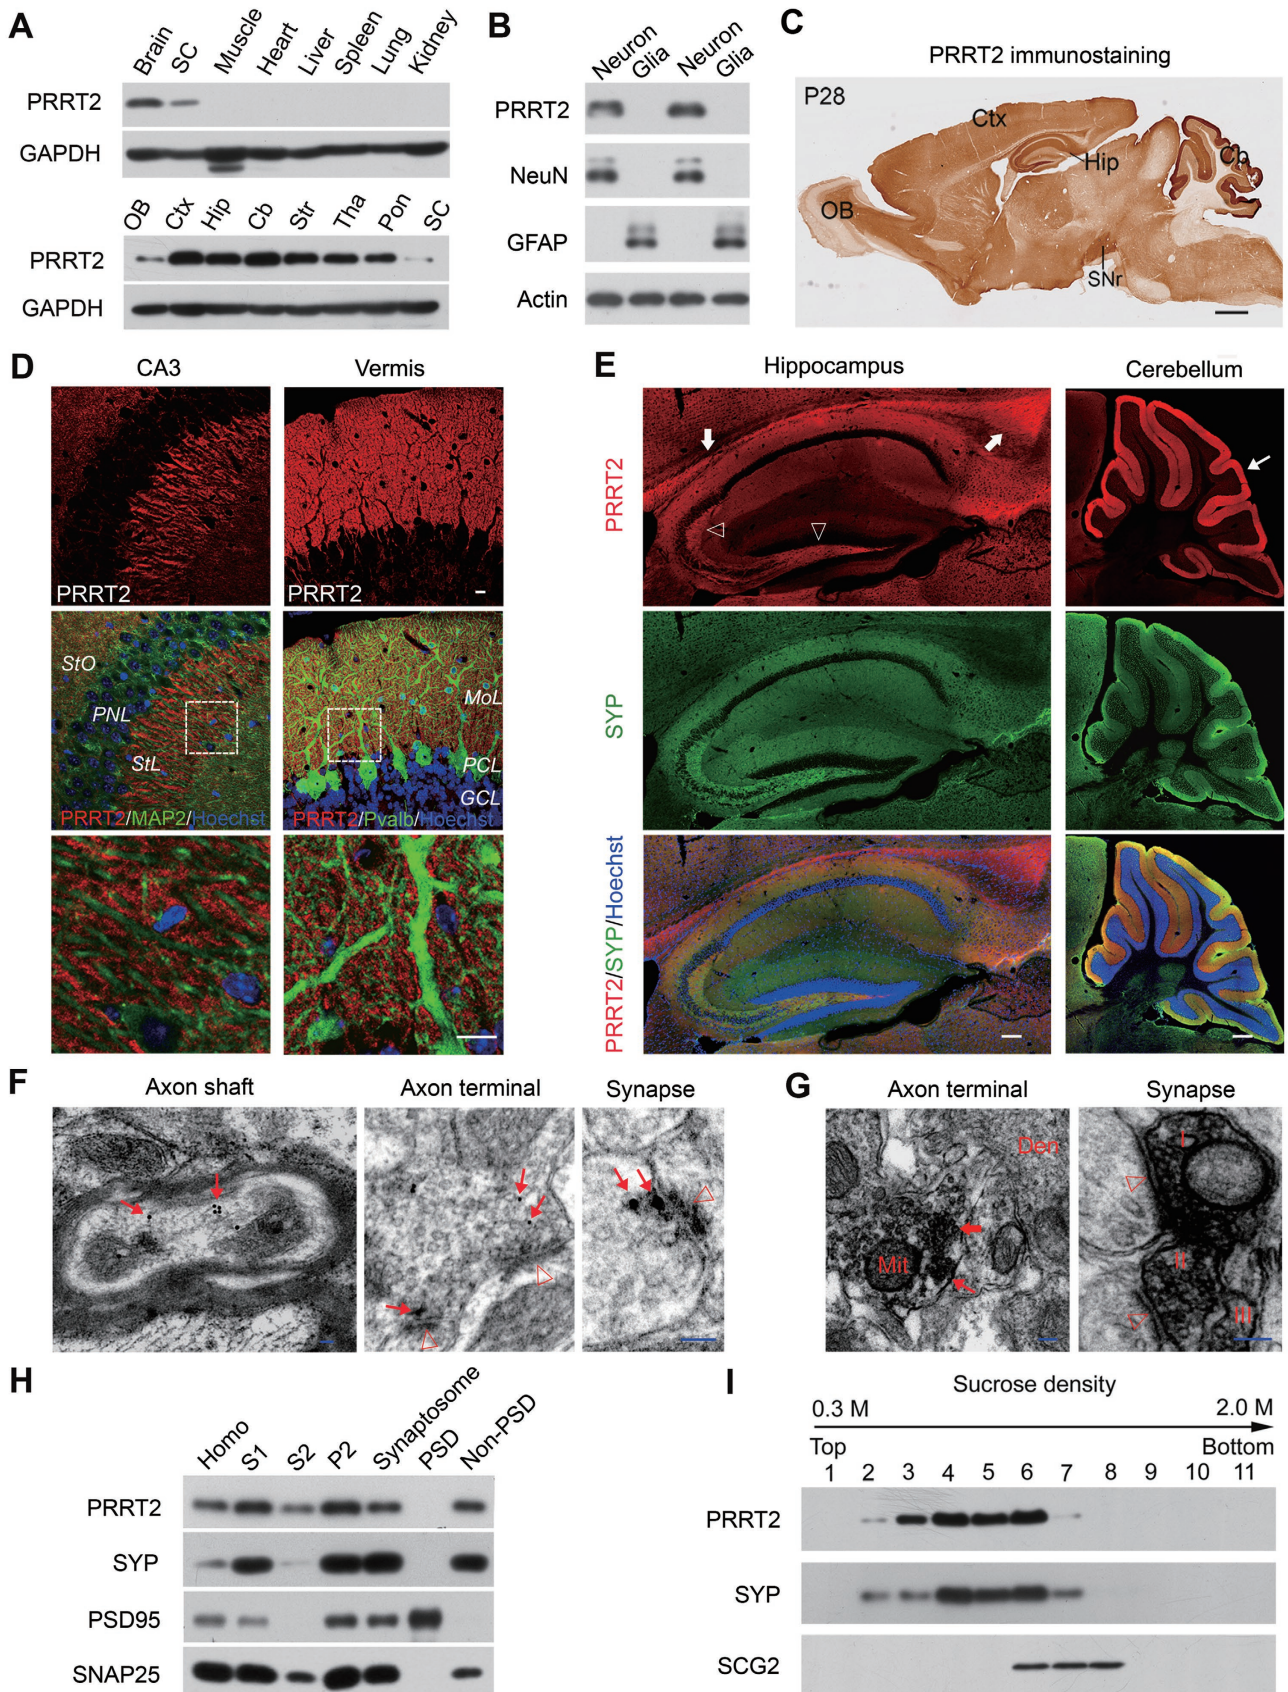 A
Brain SC Muscle Heart Liver Spleen Lung Kidney
PRRT2
GAPDH
OB Ctx Hip Cb Str Tha Pon SC
PRRT2
GAPDH
B
Neuron Glia Neuron Glia
PRRT2
NeuN
GFAP
Actin
C
PRRT2 immunostaining
P28
Ctx
Hip
Cb
OB
SNr
D
CA3 Vermis
PRRT2 PRRT2
StO
PNL
StL
PRRT2/MAP2/Hoechst
MoL
PCL
GCL
PRRT2/Pvalb/Hoechst
E
Hippocampus Cerebellum
PRRT2
SYP
PRRT2/SYP/Hoechst
F
Axon shaft Axon terminal Synapse
G
Axon terminal Synapse
Den
Mit
I
II
III
H
Homo S1 S2 P2 Synaptosome PSD Non-PSD
PRRT2
SYP
PSD95
SNAP25
I
Sucrose density
0.3 M 2.0 M
Top Bottom
1 2 3 4 5 6 7 8 9 10 11
PRRT2
SYP
SCG2